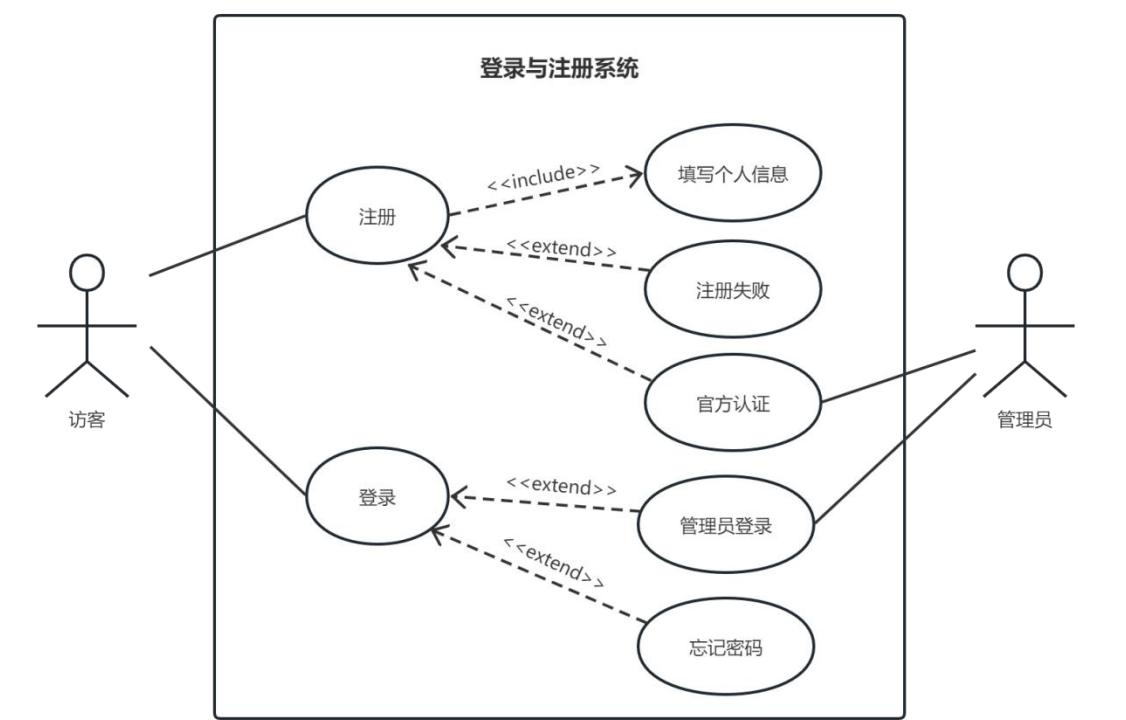 登录与注册系统
<<include>>
填写个人信息
注册
<<extend>>
注册失败
<<extend>>
官方认证
访客
管理员
登录
<<extend>>
管理员登录
<<extend>>
忘记密码